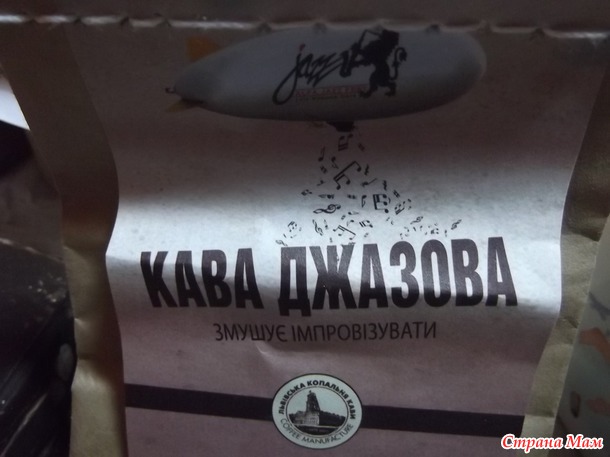 jazz
КАВА ДЖАЗОВА
ЗМУШУЄ ІМПРОВІЗУВАТИ
ЛЬВІВСЬКА КОПАЛЬНЯ КАВИ
COFFEE MANUFACTURE
Страна Мам